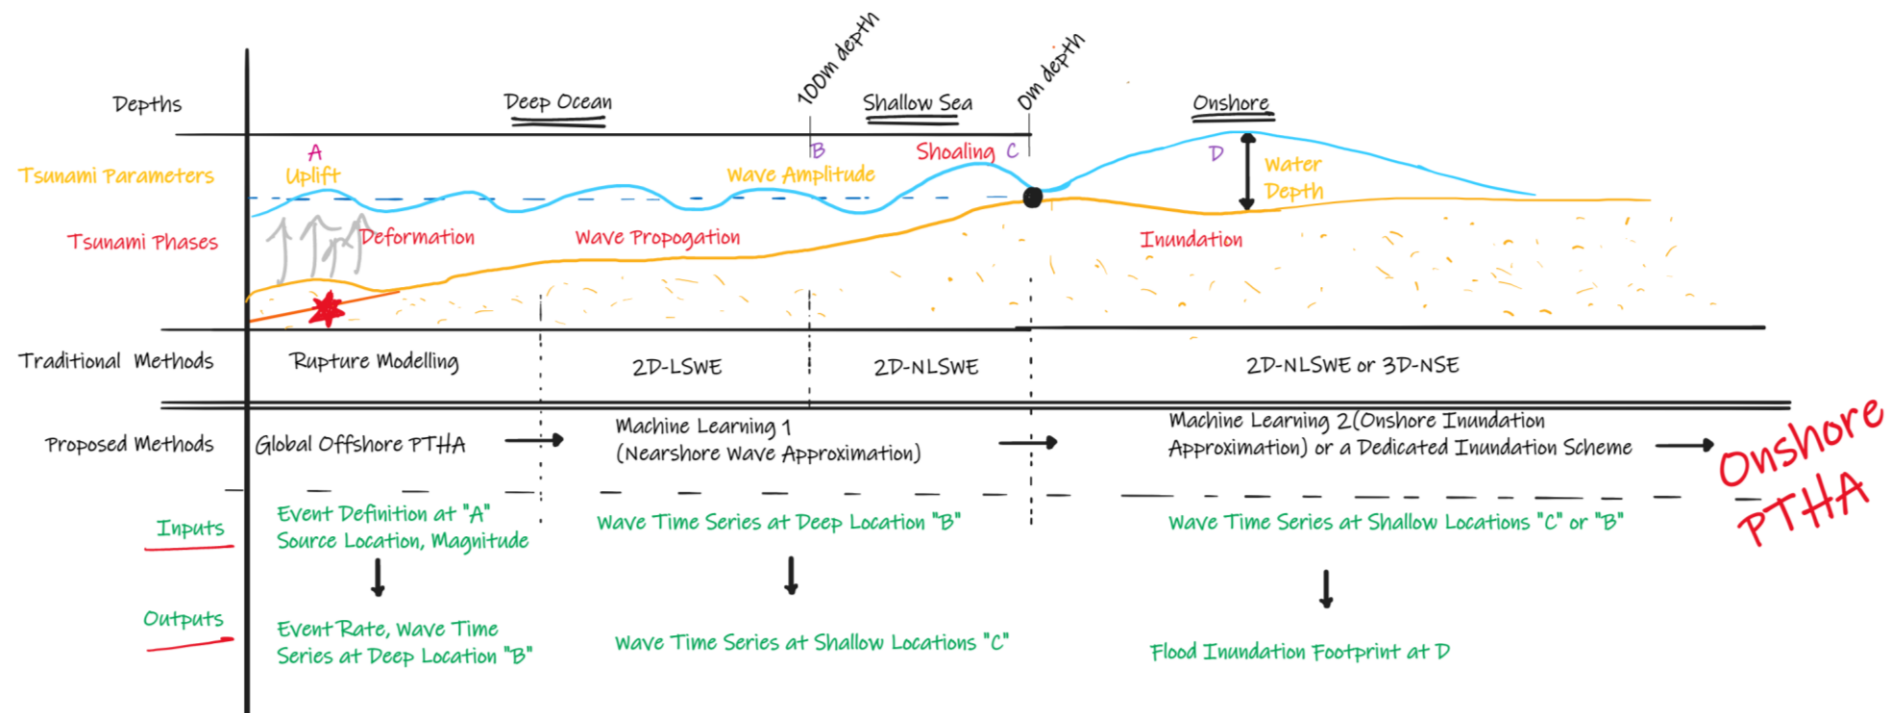 100m depth
0m depth
Depths
Deep Ocean
Shallow Sea
Onshore
A
B
Shoaling
C
D
Tsunami Parameters
Uplift
Wave Amplitude
Water
Depth
Tsunami Phases
Deformation
Wave Propogation
Inundation
Traditional Methods
Rupture Modelling
2D-LSWE
2D-NLSWE
2D-NLSWE or 3D-NSE
Proposed Methods
Global Offshore PTHA
Machine Learning 1
(Nearshore Wave Approximation)
Machine Learning 2(Onshore Inundation
Approximation) or a Dedicated Inundation Scheme
Onshore
PTHA
Inputs
Event Definition at "A"
Source Location, Magnitude
Wave Time Series at Deep Location "B"
Wave Time Series at Shallow Locations "C" or "B"
Outputs
Event Rate, Wave Time
Series at Deep Location "B"
Wave Time Series at Shallow Locations "C"
Flood Inundation Footprint at D